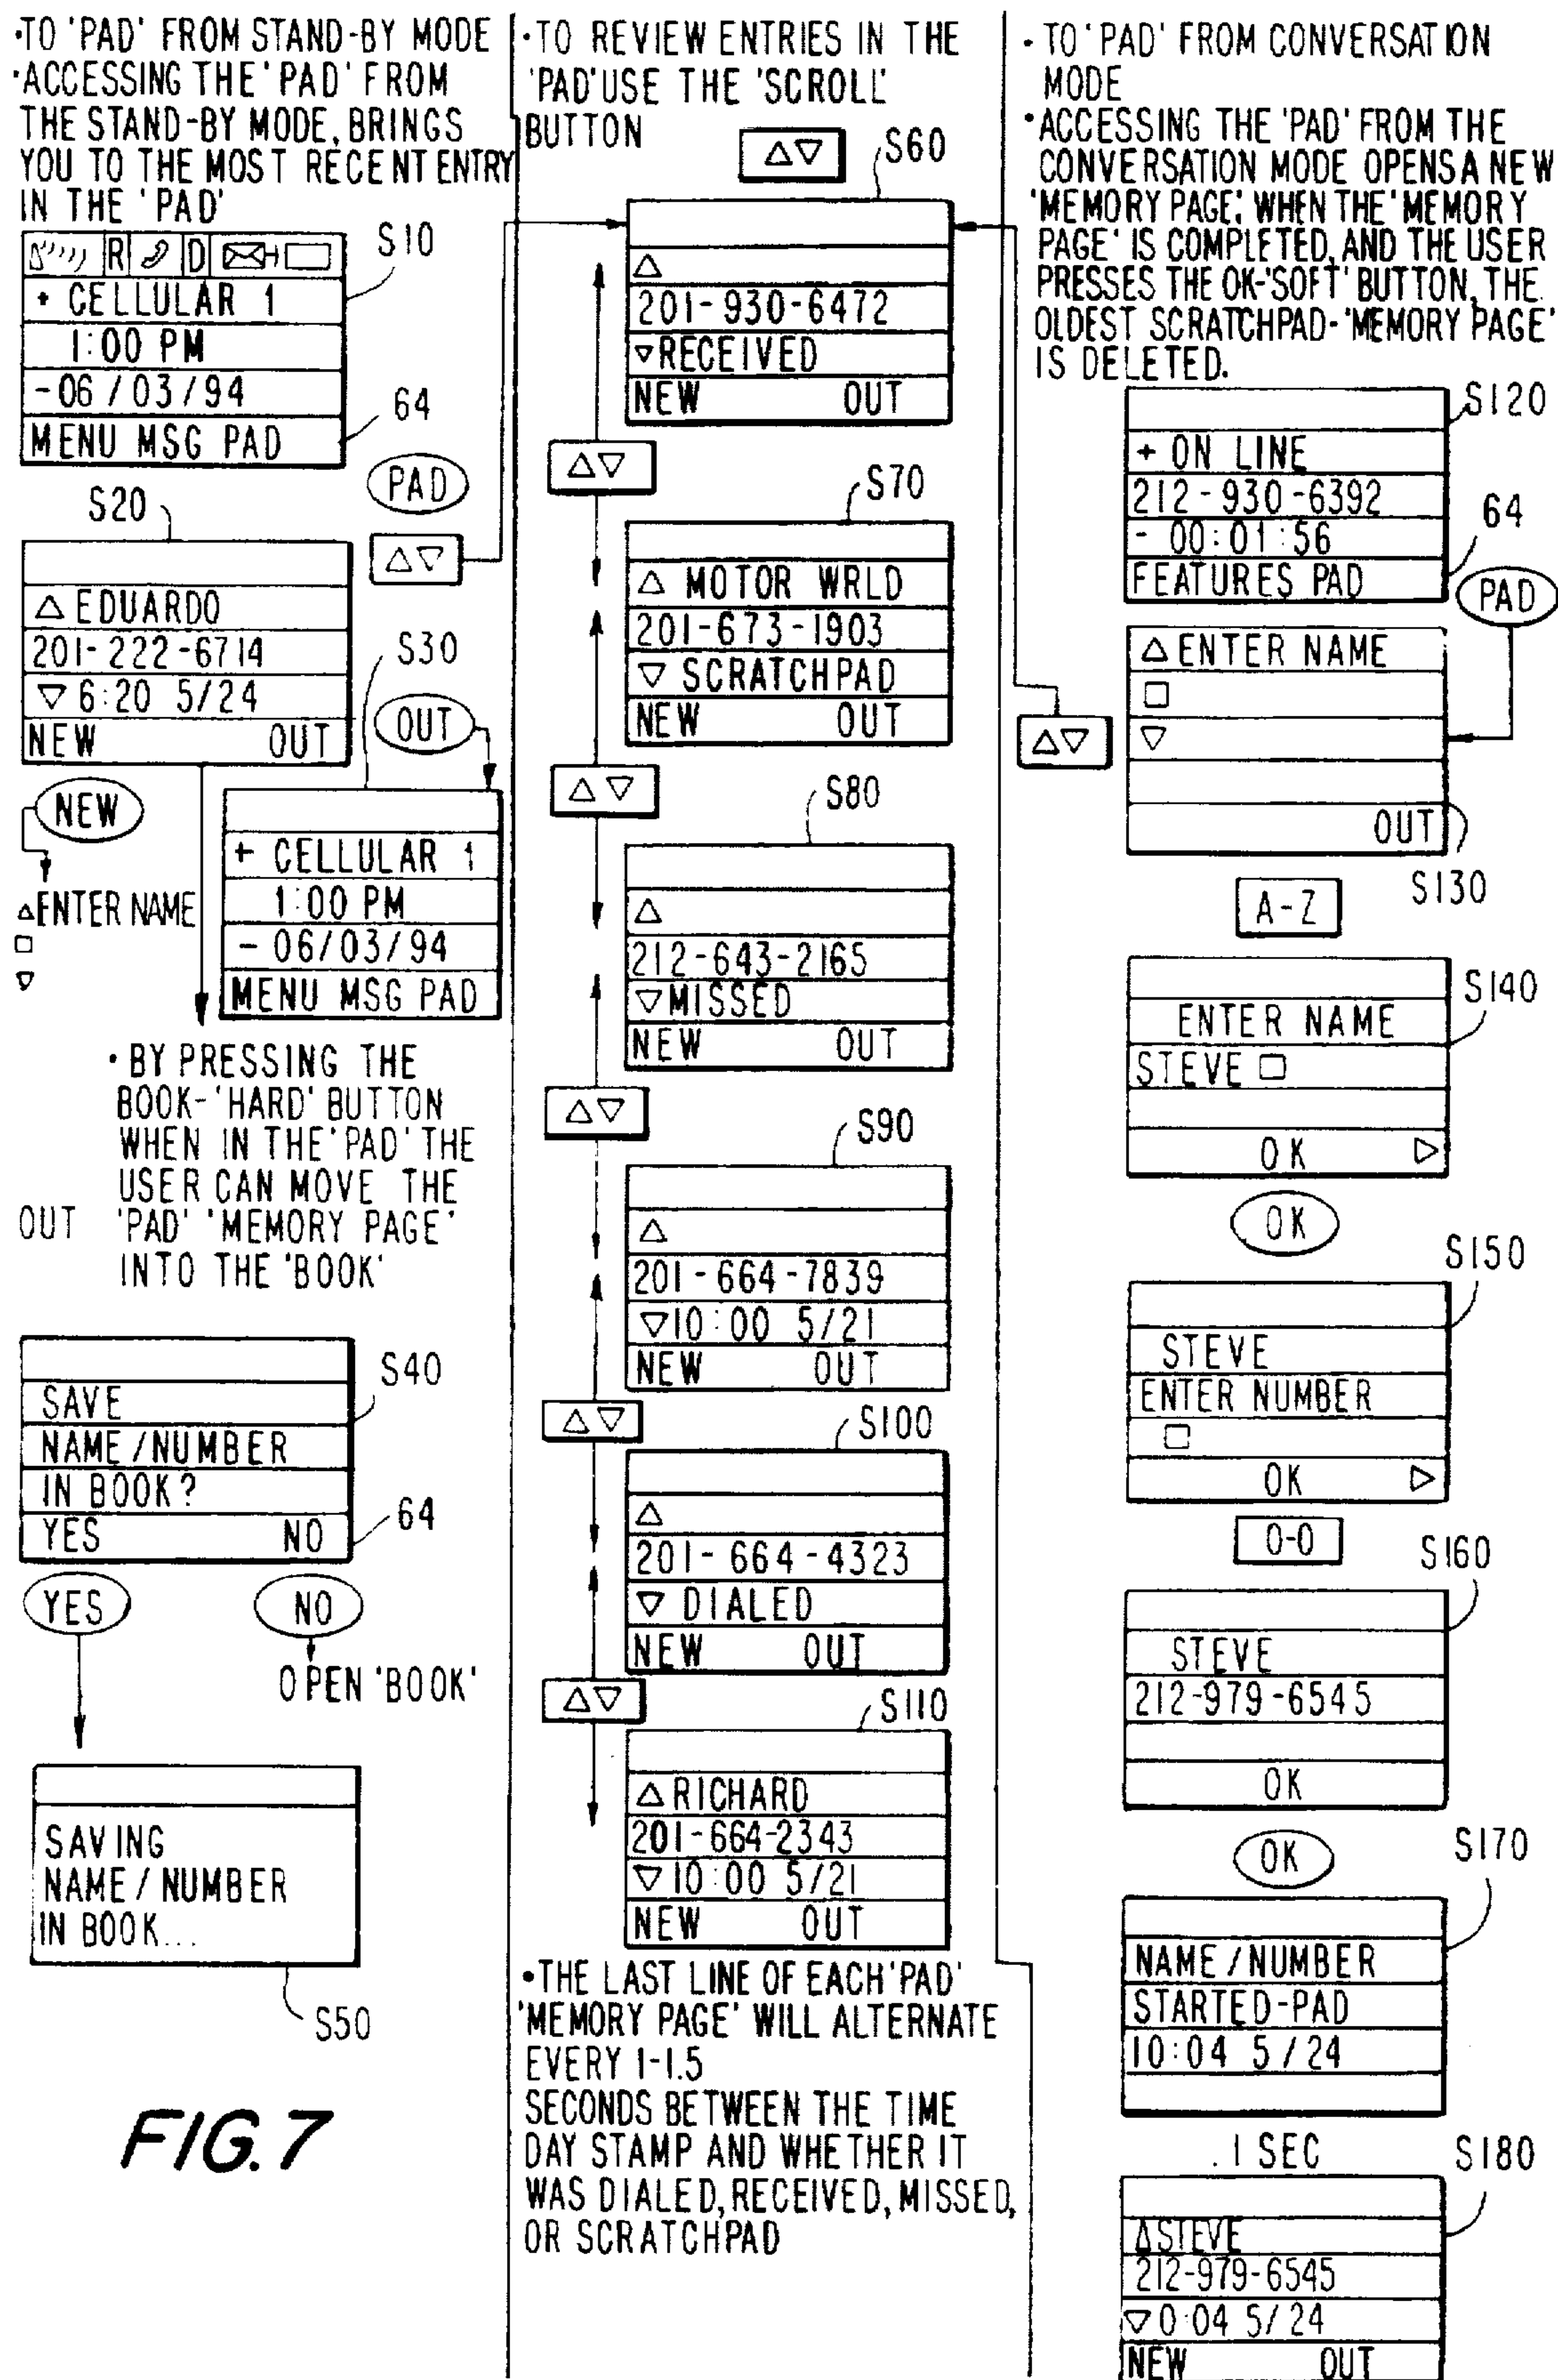 ·TO 'PAD' FROM STAND-BY MODE
·ACCESSING THE 'PAD' FROM
THE STAND-BY MODE, BRINGS
YOU TO THE MOST RECENT ENTRY
IN THE 'PAD'
R D
S10
+ CELLULAR 1
1:00 PM
-06/03/94
64
MENU MSG PAD
PAD
S20
△▽
△ EDUARDO
201-222-6714
S30
▽ 6:20 5/24
NEW OUT
OUT
NEW
+ CELLULAR 1
1:00 PM
- 06/03/94
MENU MSG PAD
△ENTER NAME
□
▽
· BY PRESSING THE
BOOK-'HARD' BUTTON
WHEN IN THE 'PAD' THE
USER CAN MOVE THE
OUT 'PAD' 'MEMORY PAGE'
INTO THE 'BOOK'
S40
SAVE
NAME/NUMBER
IN BOOK?
YES NO
64
YES NO
OPEN 'BOOK'
SAVING
NAME/NUMBER
IN BOOK...
S50
FIG.7
·TO REVIEW ENTRIES IN THE
'PAD' USE THE 'SCROLL'
BUTTON
△▽
S60
△
201-930-6472
▽RECEIVED
NEW OUT
△▽
S70
△ MOTOR WRLD
201-673-1903
▽ SCRATCHPAD
NEW OUT
△▽
S80
△
212-643-2165
▽MISSED
NEW OUT
△▽
S90
△
201-664-7839
▽10:00 5/21
NEW OUT
△▽
S100
△
201-664-4323
▽ DIALED
NEW OUT
△▽
S110
△ RICHARD
201-664-2343
▽10:00 5/21
NEW OUT
•THE LAST LINE OF EACH 'PAD'
'MEMORY PAGE' WILL ALTERNATE
EVERY 1-1.5
SECONDS BETWEEN THE TIME
DAY STAMP AND WHETHER IT
WAS DIALED, RECEIVED, MISSED,
OR SCRATCHPAD
· TO 'PAD' FROM CONVERSATION
MODE
•ACCESSING THE 'PAD' FROM THE
CONVERSATION MODE OPENS A NEW
'MEMORY PAGE'. WHEN THE 'MEMORY
PAGE' IS COMPLETED, AND THE USER
PRESSES THE OK-'SOFT' BUTTON, THE
OLDEST SCRATCHPAD-'MEMORY PAGE'
IS DELETED.
S120
+ ON LINE
212-930-6392
- 00:01:56
64
FEATURES PAD
PAD
△ ENTER NAME
□
▽
△▽
OUT
S130
A-Z
S140
ENTER NAME
STEVE □
OK ▷
OK
S150
STEVE
ENTER NUMBER
□
OK ▷
0-0
S160
STEVE
212-979-6545
OK
OK
S170
NAME/NUMBER
STARTED-PAD
10:04 5/24
.1 SEC
S180
△STEVE
212-979-6545
▽0:04 5/24
NEW OUT